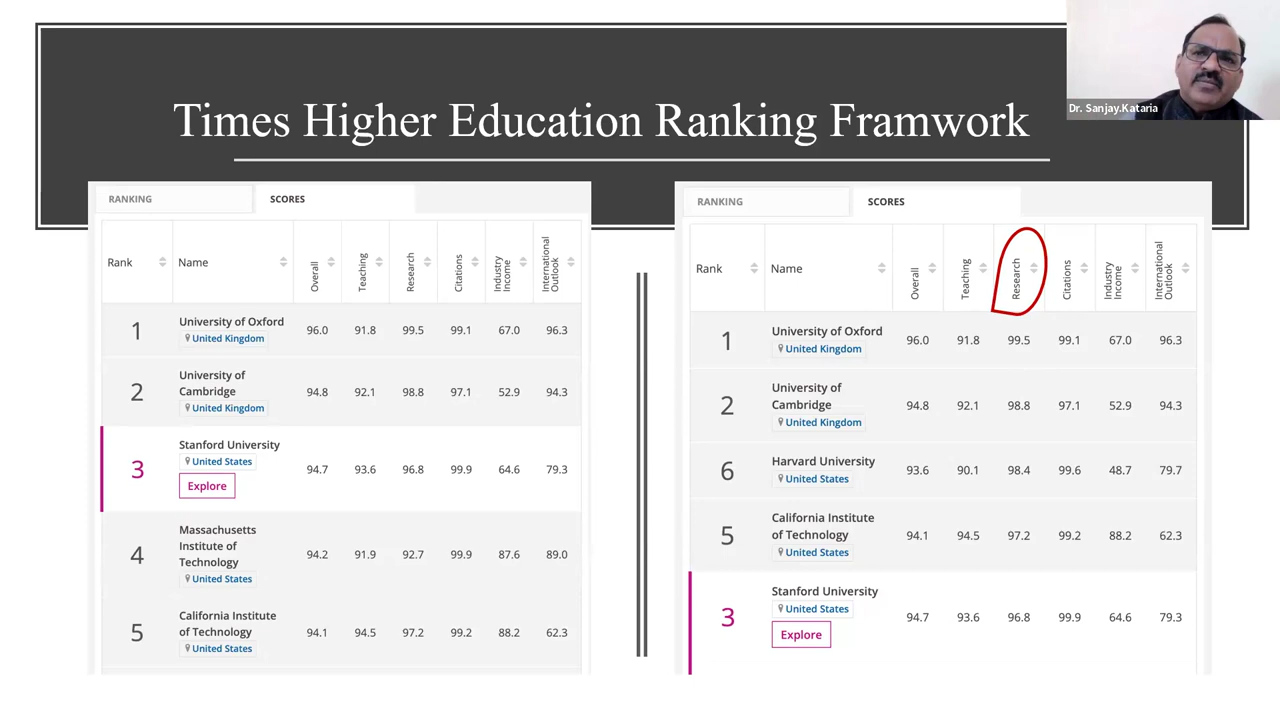 Dr. Sanjay.Kataria
Times Higher Education Ranking Framwork
RANKING SCORES
Rank Name Overall Teaching Research Citations Industry Income International Outlook
1 University of Oxford 96.0 91.8 99.5 99.1 67.0 96.3
United Kingdom
2 University of Cambridge 94.8 92.1 98.8 97.1 52.9 94.3
United Kingdom
3 Stanford University 94.7 93.6 96.8 99.9 64.6 79.3
United States
Explore
4 Massachusetts Institute of Technology 94.2 91.9 92.7 99.9 87.6 89.0
United States
5 California Institute of Technology 94.1 94.5 97.2 99.2 88.2 62.3
United States
RANKING SCORES
Rank Name Overall Teaching Research Citations Industry Income International Outlook
1 University of Oxford 96.0 91.8 99.5 99.1 67.0 96.3
United Kingdom
2 University of Cambridge 94.8 92.1 98.8 97.1 52.9 94.3
United Kingdom
6 Harvard University 93.6 90.1 98.4 99.6 48.7 79.7
United States
5 California Institute of Technology 94.1 94.5 97.2 99.2 88.2 62.3
United States
3 Stanford University 94.7 93.6 96.8 99.9 64.6 79.3
United States
Explore